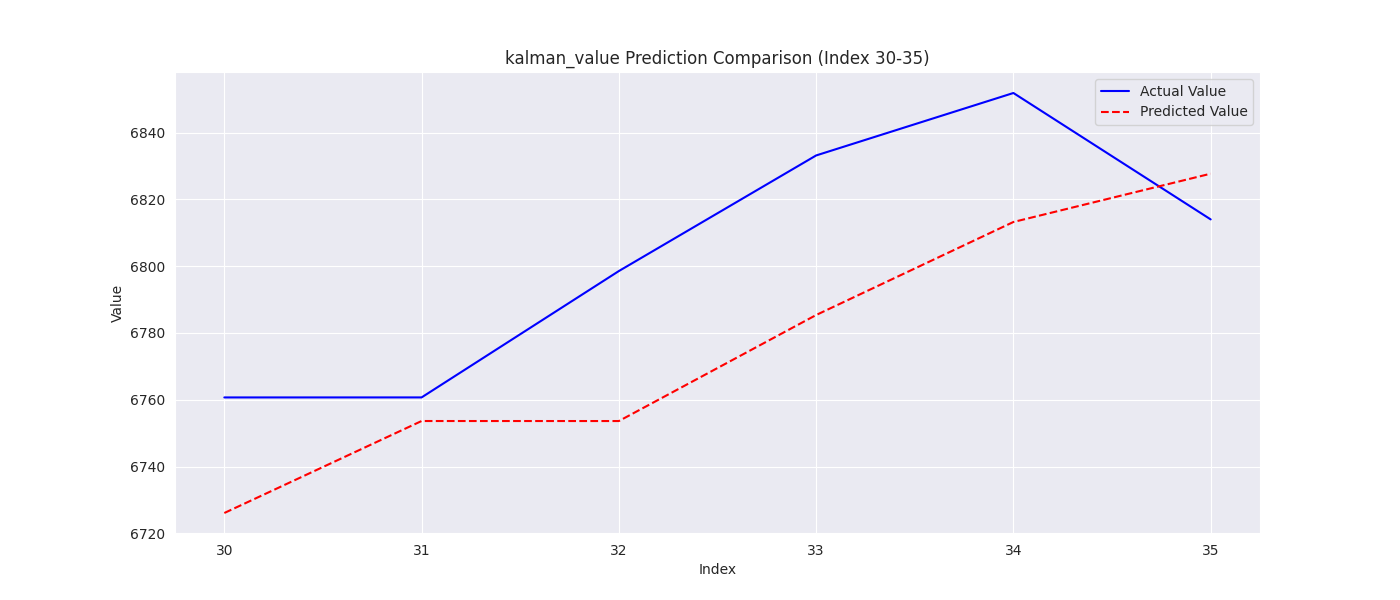 kalman_value Prediction Comparison (Index 30-35)
Actual Value
Predicted Value
6840
6820
6800
6780
6760
6740
6720
Value
30 31 32 33 34 35
Index